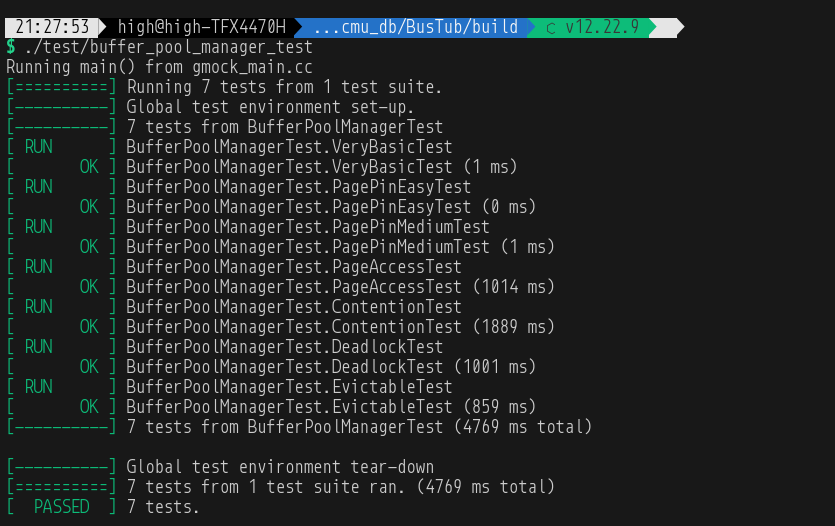 21:27:53 high@high-TFX4470H ...cmu_db/BusTub/build v12.22.9
$ ./test/buffer_pool_manager_test
Running main() from gmock_main.cc
[==========] Running 7 tests from 1 test suite.
[----------] Global test environment set-up.
[----------] 7 tests from BufferPoolManagerTest
[ RUN      ] BufferPoolManagerTest.VeryBasicTest
[       OK ] BufferPoolManagerTest.VeryBasicTest (1 ms)
[ RUN      ] BufferPoolManagerTest.PagePinEasyTest
[       OK ] BufferPoolManagerTest.PagePinEasyTest (0 ms)
[ RUN      ] BufferPoolManagerTest.PagePinMediumTest
[       OK ] BufferPoolManagerTest.PagePinMediumTest (1 ms)
[ RUN      ] BufferPoolManagerTest.PageAccessTest
[       OK ] BufferPoolManagerTest.PageAccessTest (1014 ms)
[ RUN      ] BufferPoolManagerTest.ContentionTest
[       OK ] BufferPoolManagerTest.ContentionTest (1889 ms)
[ RUN      ] BufferPoolManagerTest.DeadlockTest
[       OK ] BufferPoolManagerTest.DeadlockTest (1001 ms)
[ RUN      ] BufferPoolManagerTest.EvictableTest
[       OK ] BufferPoolManagerTest.EvictableTest (859 ms)
[----------] 7 tests from BufferPoolManagerTest (4769 ms total)
[----------] Global test environment tear-down
[==========] 7 tests from 1 test suite ran. (4769 ms total)
[  PASSED  ] 7 tests.